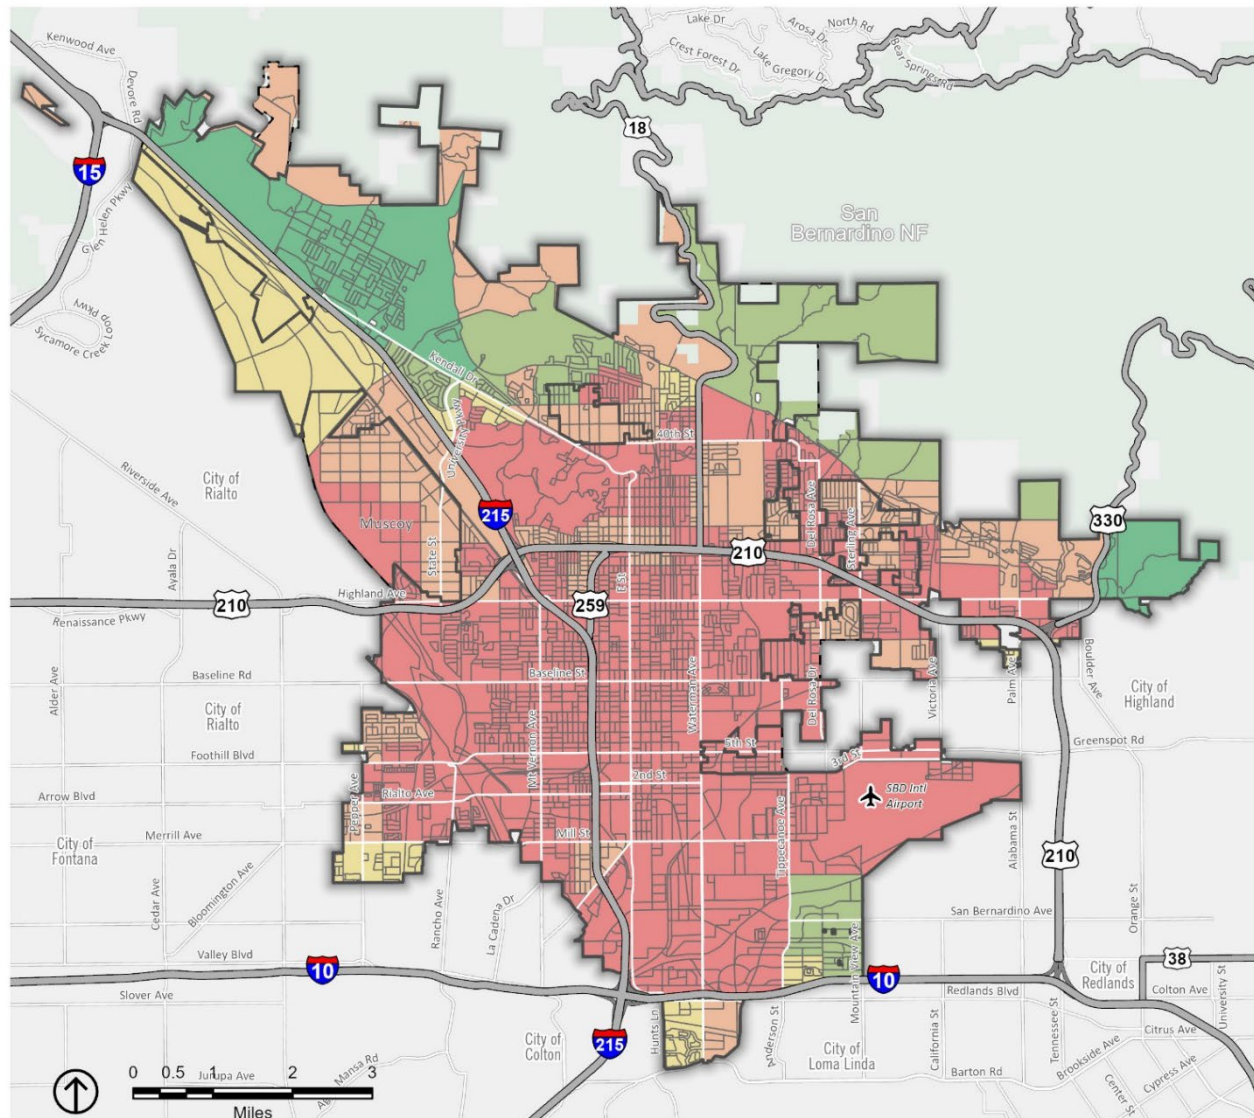 Kenwood Ave
Devore Rd
Lake Dr
Arosa Dr
North Rd
Crest Forest Dr
Lake Gregory Dr
Bear Springs Rd
18
15
Glen Helen Pkwy
San
Bernardino NF
Sycamore Creek Loop Pkwy
Kendall Dr
University Pkwy
40th St
Riverside Ave
City of
Rialto
Muscoy
215
Del Rosa Ave
Sterling Ave
330
210
Ayala Dr
State St
E St
Highland Ave
210
259
Renaissance Pkwy
Alder Ave
Baseline Rd
Baseline St
Waterman Ave
Del Rosa Dr
Victoria Ave
Palm Ave
Boulder Ave
City of
Highland
City of
Rialto
Mt Vernon Ave
Foothill Blvd
5th St
3rd St
Greenspot Rd
2nd St
Arrow Blvd
Rialto Ave
Pepper Ave
SBD Intl
Airport
Merrill Ave
Mill St
Tippecanoe Ave
Alabama St
City of
Fontana
210
Cedar Ave
Bloomington Ave
Rancho Ave
La Cadena Dr
Mountain View Ave
San Bernardino Ave
Orange St
Valley Blvd
10
10
38
City of
Redlands
Slover Ave
Redlands Blvd
Colton Ave
University St
City of
Colton
215
Hunts Ln
Anderson St
City of
Loma Linda
California St
Tennessee St
Citrus Ave
Brookside Ave
Cypress Ave
Barton Rd
Center St
Jurupa Ave
Mansa Rd
0 0.5 1 2 3
Miles